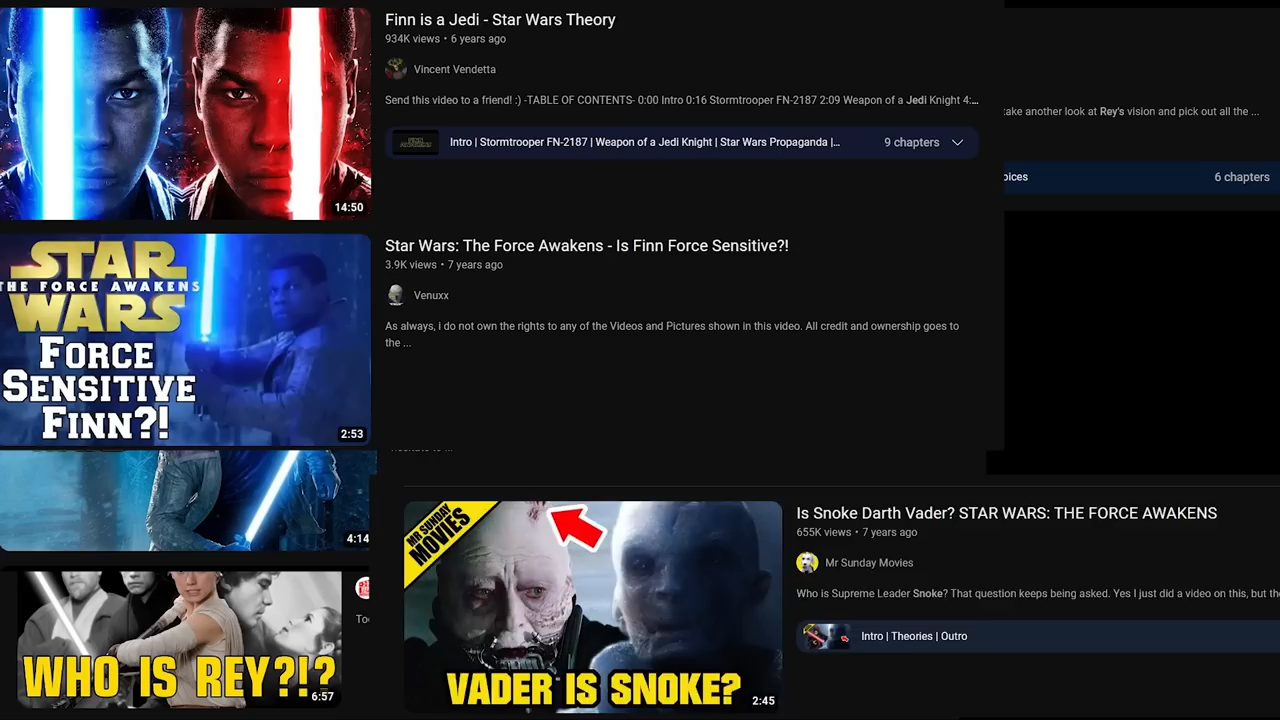 Finn is a Jedi - Star Wars Theory
934K views • 6 years ago
Vincent Vendetta
Send this video to a friend! :) -TABLE OF CONTENTS- 0:00 Intro 0:16 Stormtrooper FN-2187 2:09 Weapon of a Jedi Knight 4:...
Intro | Stormtrooper FN-2187 | Weapon of a Jedi Knight | Star Wars Propaganda |...
9 chapters
14:50
take another look at Rey's vision and pick out all the ...
oices
6 chapters
STAR
THE FORCE AWAKENS
WARS
FORCE
SENSITIVE
FINN?!
2:53
Star Wars: The Force Awakens - Is Finn Force Sensitive?!
3.9K views • 7 years ago
Venuxx
As always, i do not own the rights to any of the Videos and Pictures shown in this video. All credit and ownership goes to
the ...
4:14
WHO IS REY?!?
6:57
MR SUNDAY
MOVIES
VADER IS SNOKE?
2:45
Is Snoke Darth Vader? STAR WARS: THE FORCE AWAKENS
655K views • 7 years ago
Mr Sunday Movies
Who is Supreme Leader Snoke? That question keeps being asked. Yes I just did a video on this, but the
Intro | Theories | Outro